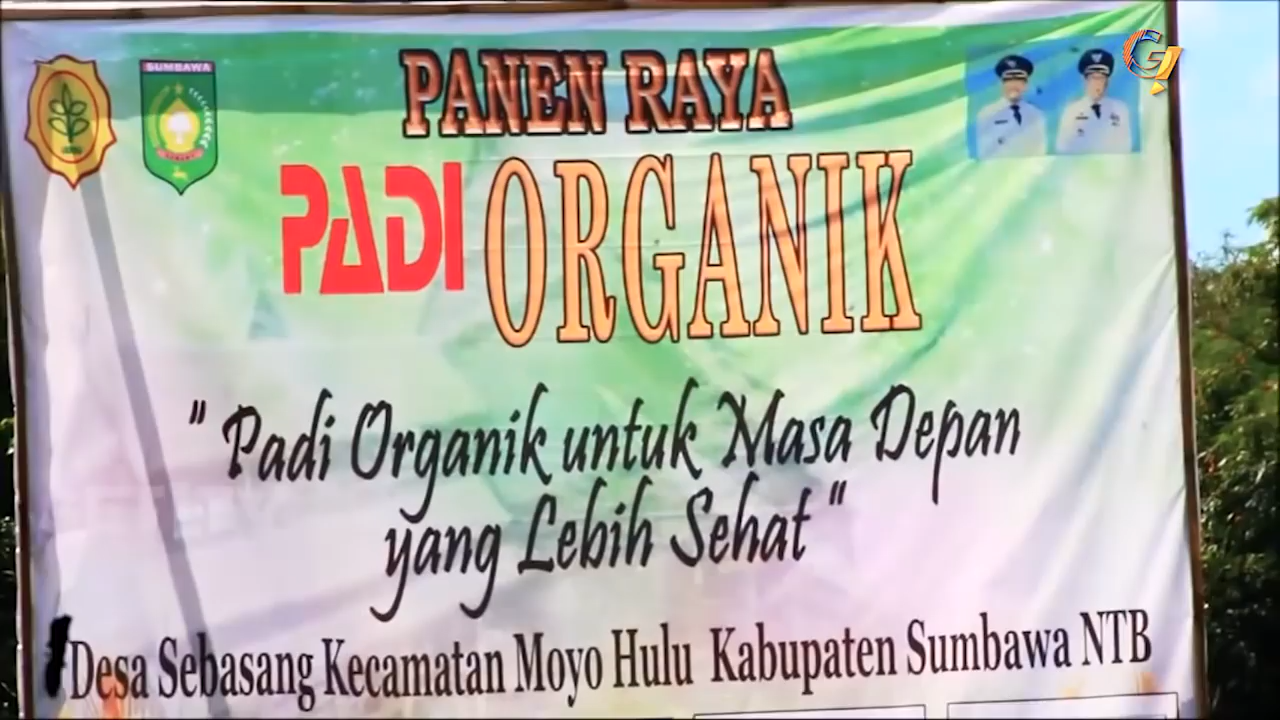 SUMBAWA
PANEN RAYA
PADI ORGANIK
" Padi Organik untuk Masa Depan
yang Lebih Sehat "
Desa Sebasang Kecamatan Moyo Hulu Kabupaten Sumbawa NTB
G!